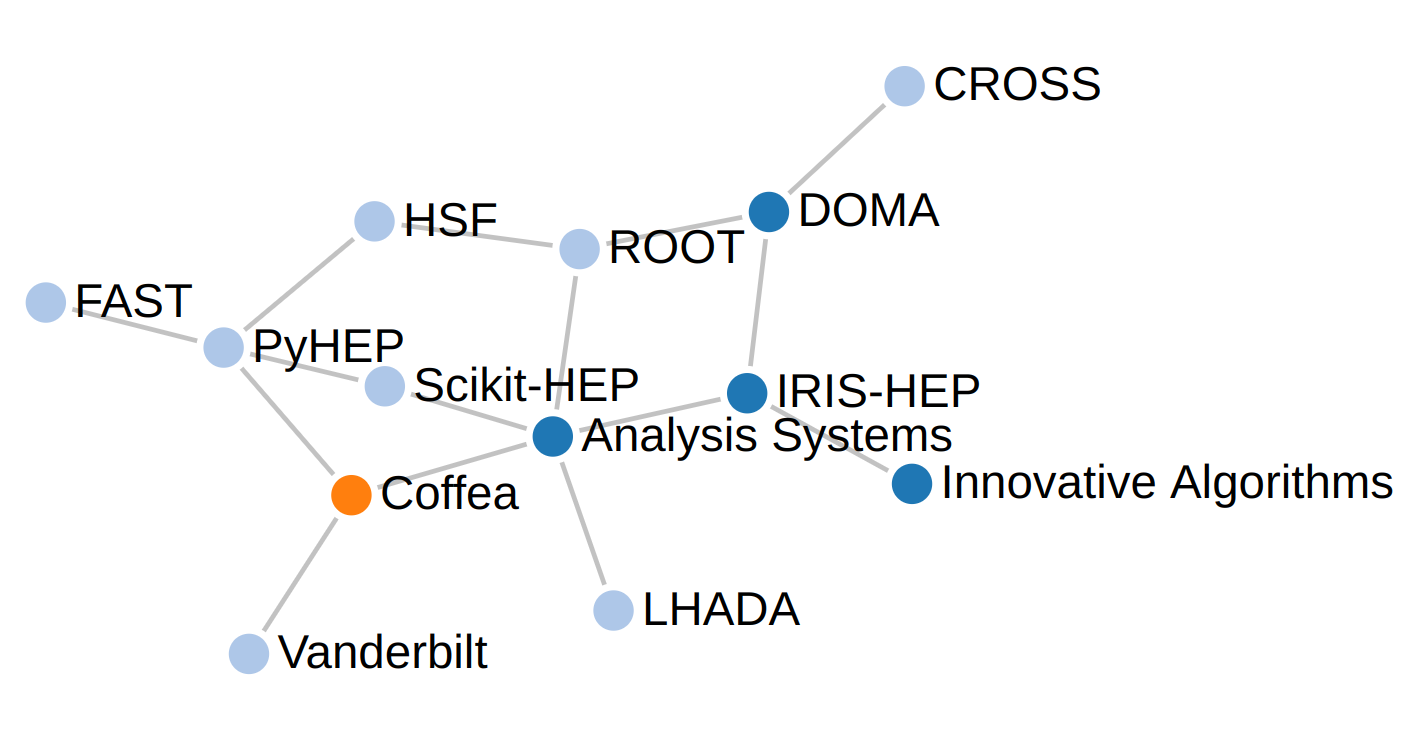 CROSS
DOMA
HSF
ROOT
FAST
PyHEP
Scikit-HEP
IRIS-HEP
Analysis Systems
Innovative Algorithms
Coffea
LHADA
Vanderbilt